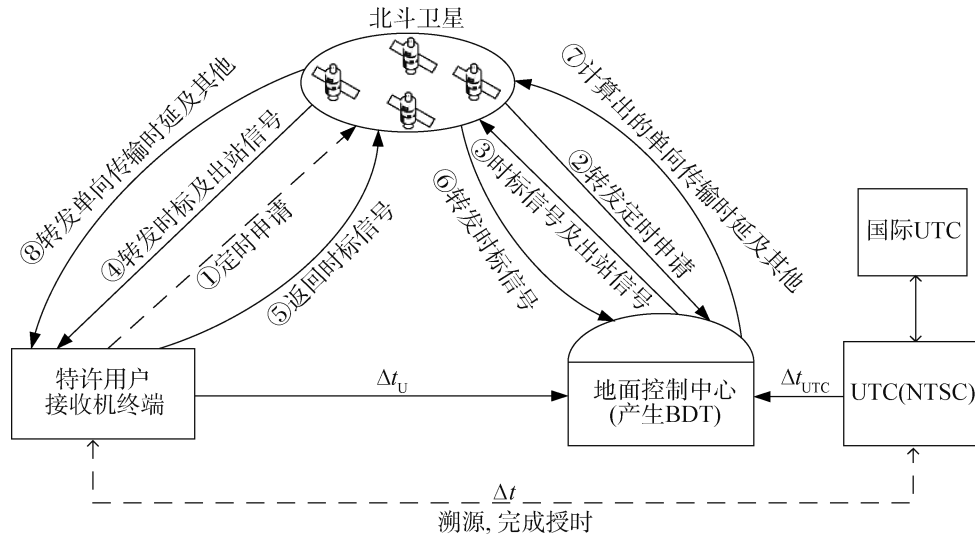 北斗卫星
⑧转发单向传输时延及其他
④转发时标及出站信号
①定时申请
⑤返回时标信号
⑥转发时标信号
③时标信号及出站信号
②转发定时申请
⑦计算出的单向传输时延及其他
国际UTC
特许用户
接收机终端
Δt_U
地面控制中心
(产生BDT)
Δt_UTC
UTC(NTSC)
Δt
溯源, 完成授时